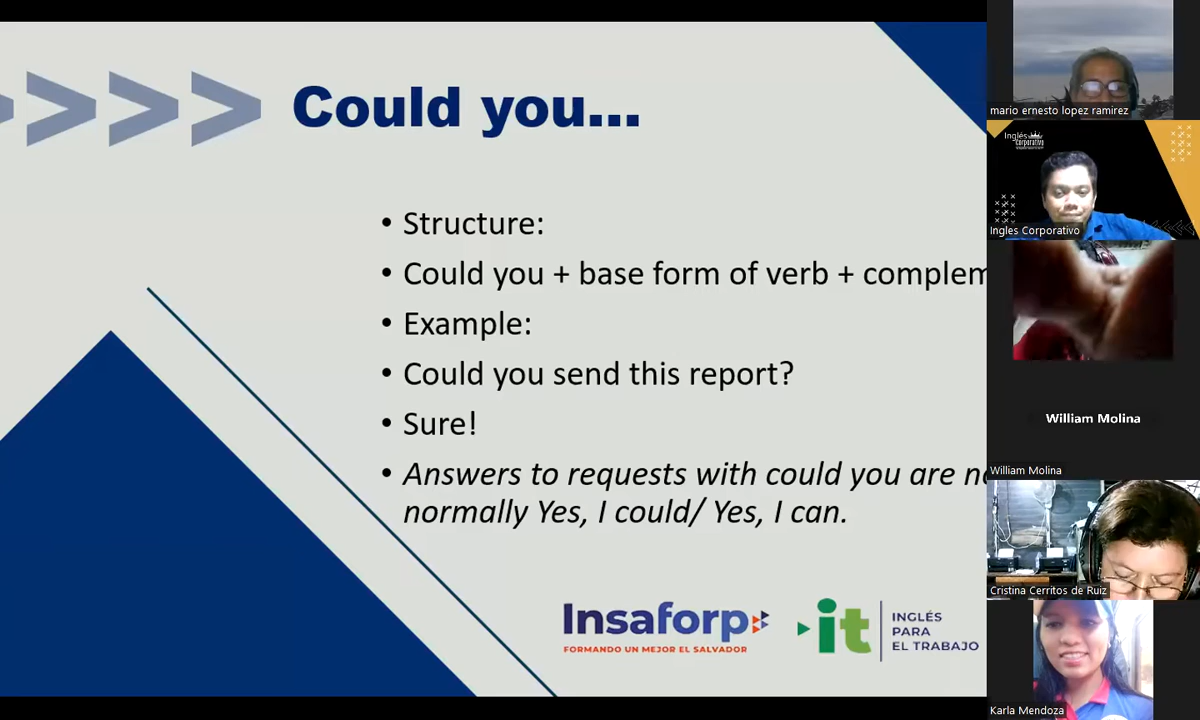 Could you...
• Structure:
• Could you + base form of verb + complem
• Example:
• Could you send this report?
• Sure!
• Answers to requests with could you are
normally Yes, I could/ Yes, I can.
Insaforp
FORMANDO UN MEJOR EL SALVADOR
it
INGLÉS
PARA
EL TRABAJO
mario ernesto lopez ramirez
Inglés
corporativo
Ingles Corporativo
William Molina
William Molina
Cristina Cerritos de Ruiz
Karla Mendoza